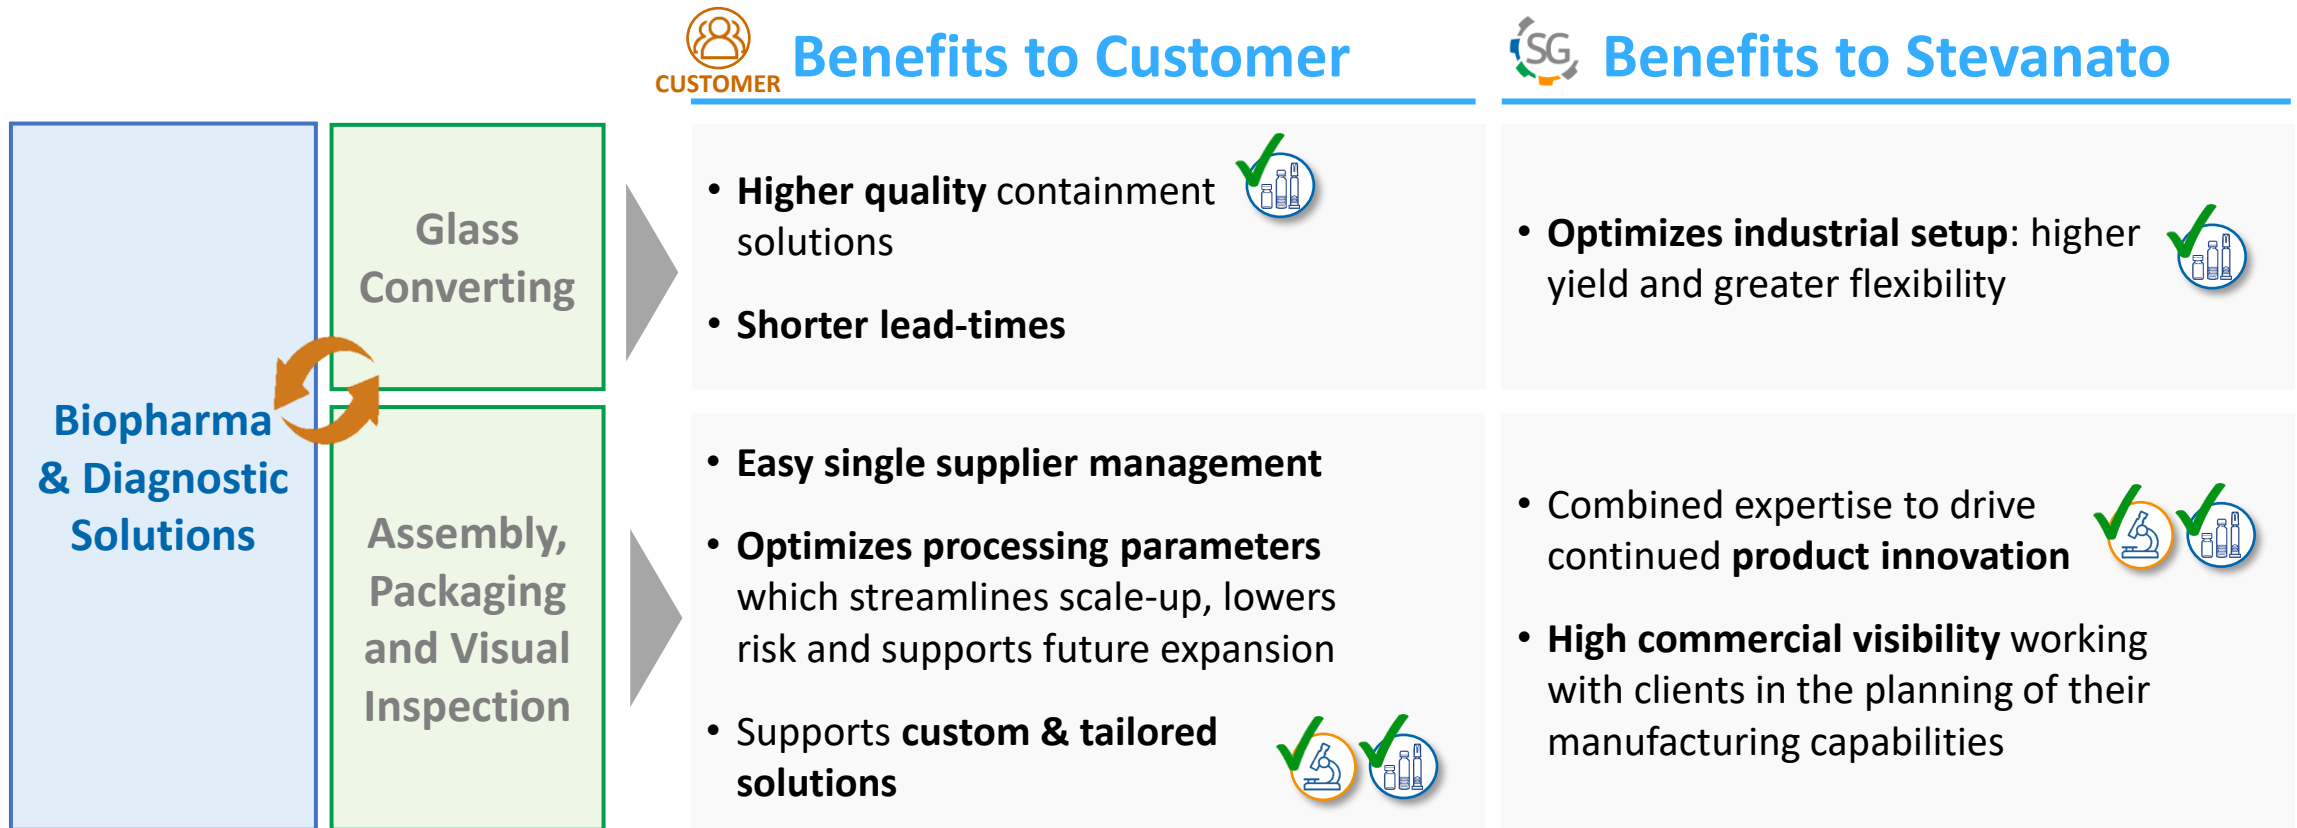 CUSTOMER
Benefits to Customer
SG
Benefits to Stevanato
Biopharma
& Diagnostic
Solutions
Glass
Converting
• Higher quality containment
solutions
• Shorter lead-times
• Optimizes industrial setup: higher
yield and greater flexibility
Assembly,
Packaging
and Visual
Inspection
• Easy single supplier management
• Optimizes processing parameters
which streamlines scale-up, lowers
risk and supports future expansion
• Supports custom & tailored
solutions
• Combined expertise to drive
continued product innovation
• High commercial visibility working
with clients in the planning of their
manufacturing capabilities